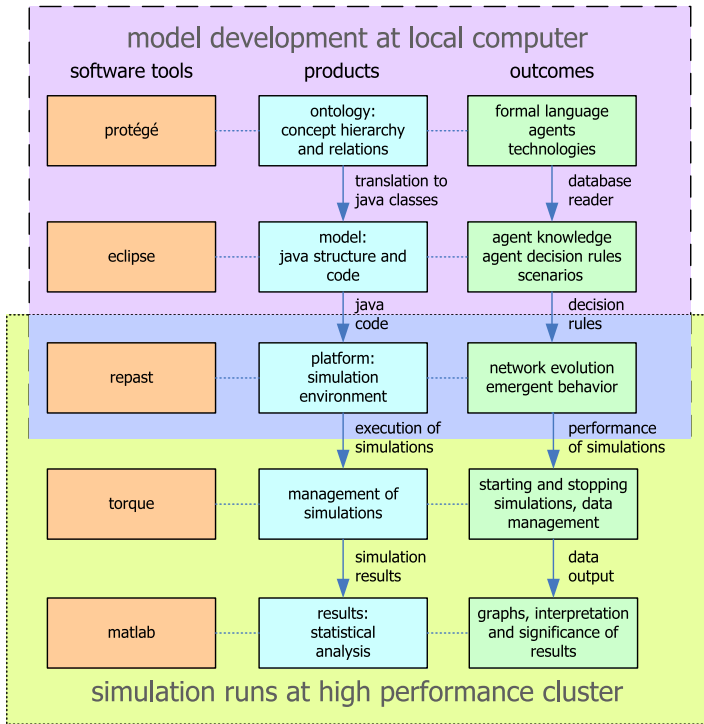 model development at local computer
software tools
products
outcomes
protégé
ontology:
concept hierarchy
and relations
formal language
agents
technologies
translation to
java classes
database
reader
eclipse
model:
java structure and
code
agent knowledge
agent decision rules
scenarios
java
code
decision
rules
repast
platform:
simulation
environment
network evolution
emergent behavior
execution of
simulations
performance
of simulations
torque
management of
simulations
starting and stopping
simulations, data
management
simulation
results
data
output
matlab
results:
statistical
analysis
graphs, interpretation
and significance of
results
simulation runs at high performance cluster